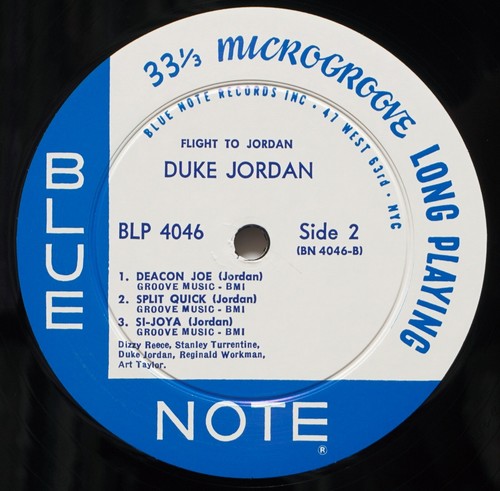 33⅓ MICROGROOVE LONG PLAYING
BLUE NOTE RECORDS INC • 47 WEST 63rd • NYC
FLIGHT TO JORDAN
DUKE JORDAN
BLP 4046
Side 2
(BN 4046-B)
1. DEACON JOE (Jordan)
GROOVE MUSIC - BMI
2. SPLIT QUICK (Jordan)
GROOVE MUSIC - BMI
3. SI-JOYA (Jordan)
GROOVE MUSIC - BMI
Dizzy Reece, Stanley Turrentine,
Duke Jordan, Reginald Workman,
Art Taylor.
BLUE
NOTE
®